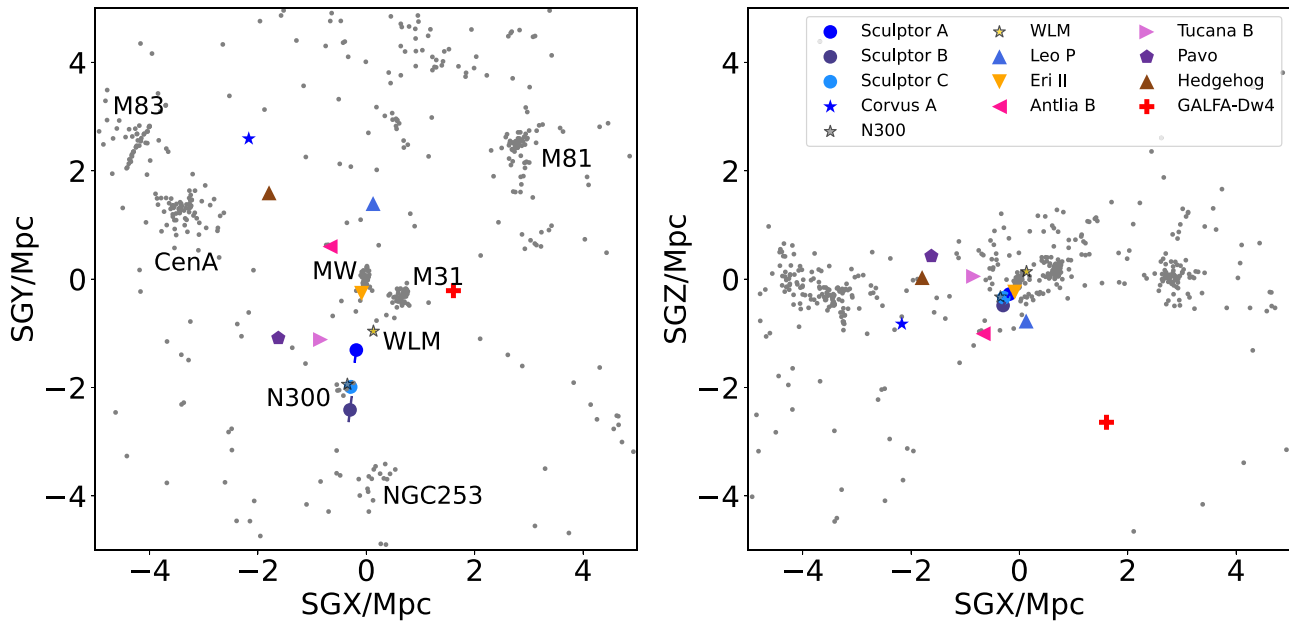 4
2
0
−2
−4
SGY/Mpc
M83
M81
CenA
MW
M31
WLM
N300
NGC253
−4
−2
0
2
4
SGX/Mpc
4
2
0
−2
−4
SGZ/Mpc
Sculptor A
Sculptor B
Sculptor C
Corvus A
N300
WLM
Leo P
Eri II
Antlia B
Tucana B
Pavo
Hedgehog
GALFA-Dw4
−4
−2
0
2
4
SGX/Mpc